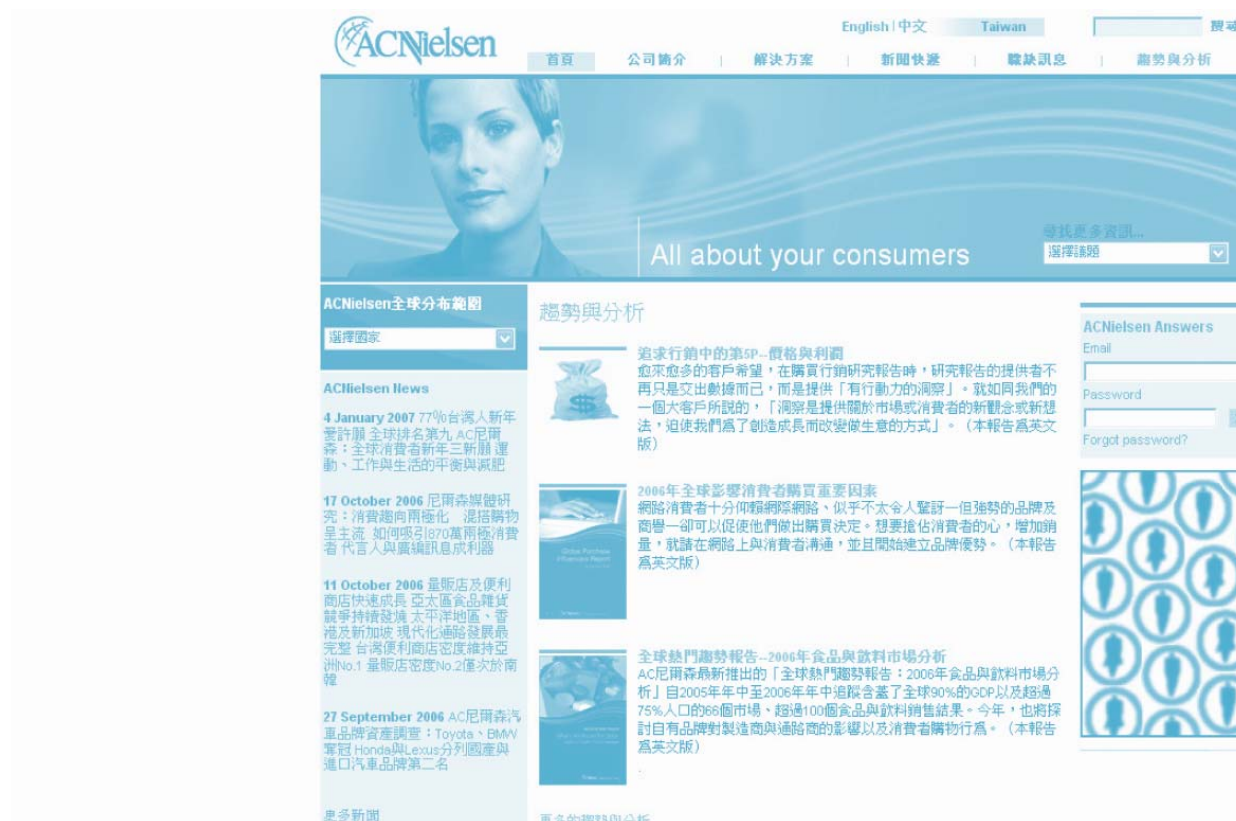 ACNielsen
English | 中文
Taiwan
搜尋
首頁
公司簡介 | 解決方案 | 新聞快遞 | 職缺訊息 | 趨勢與分析
All about your consumers
尋找更多資訊...
選擇議題
ACNielsen全球分布範圍
選擇國家
ACNielsen News
4 January 2007 77%台灣人新年
愛許願 全球排名第九 AC尼爾
森：全球消費者新年三新願 運
動、工作與生活的平衡與減肥
17 October 2006 尼爾森媒體研
究：消費趨向兩極化 混搭購物
呈主流 如何吸引870萬兩極消費
者 代言人與廣編訊息成利器
11 October 2006 量販店及便利
商店快速成長 亞太區食品雜貨
競爭持續發燒 太平洋地區、香
港及新加坡 現代化通路發展最
完整 台灣便利商店密度維持亞
洲No.1 量販店密度No.2僅次於南
韓
27 September 2006 AC尼爾森汽
車品牌資產調查：Toyota、BMW
奪冠 Honda與Lexus分列國產與
進口汽車品牌第二名
更多新聞
趨勢與分析
追求行銷中的第5P--價格與利潤
愈來愈多的客戶希望，在購買行銷研究報告時，研究報告的提供者不
再只是交出數據而已，而是提供「有行動力的洞察」。就如同我們的
一個大客戶所說的，「洞察是提供關於市場或消費者的新觀念或新想
法，迫使我們為了創造成長而改變做生意的方式」。（本報告為英文
版）
2006年全球影響消費者購買重要因素
網路消費者十分仰賴網際網路、似乎不太令人驚訝─但強勢的品牌及
商譽─卻可以促使他們做出購買決定。想要搶佔消費者的心，增加銷
量，就請在網路上與消費者溝通，並且開始建立品牌優勢。（本報告
為英文版）
Global Purchase
Influencers Report
全球熱門趨勢報告--2006年食品與飲料市場分析
AC尼爾森最新推出的「全球熱門趨勢報告：2006年食品與飲料市場分
析」自2005年年中至2006年年中追蹤含蓋了全球90%的GDP以及超過
75%人口的66個市場、超過100個食品與飲料銷售結果。今年，也將探
討自有品牌對製造商與通路商的影響以及消費者購物行為。（本報告
為英文版）
更多的趨勢與分析
ACNielsen Answers
Email
Password
Forgot password?